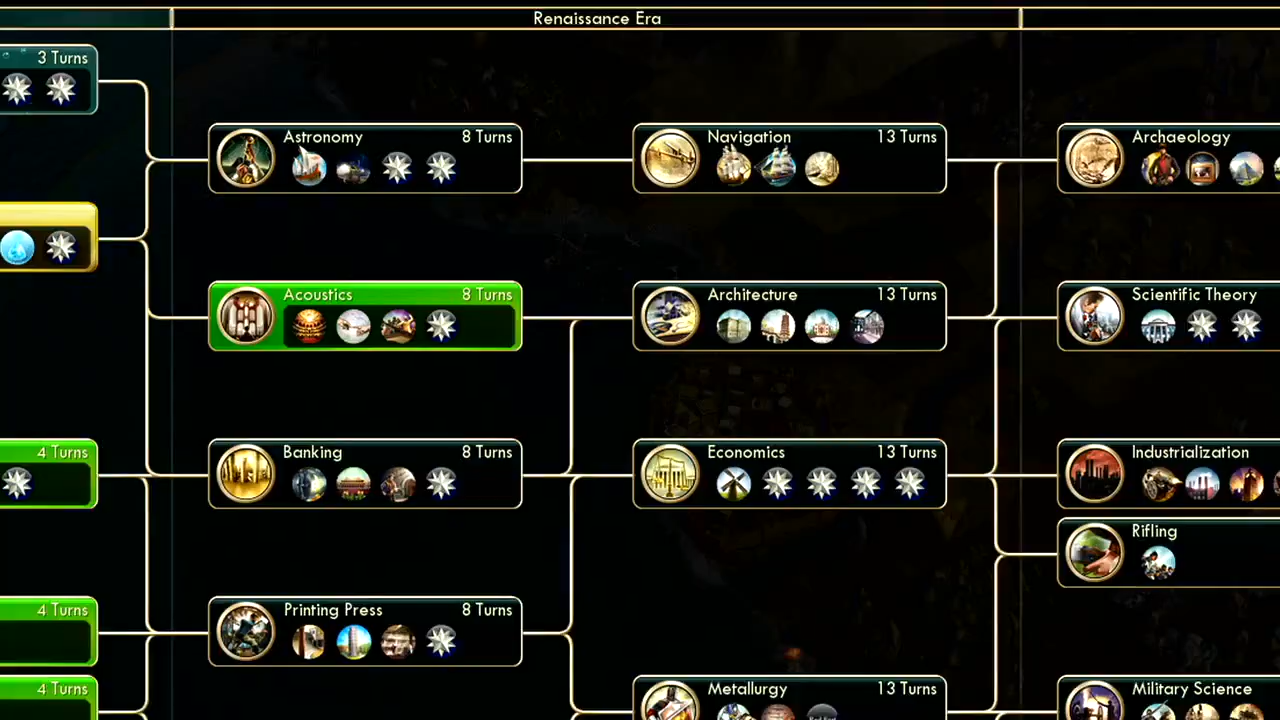 Renaissance Era
3 Turns
Astronomy 8 Turns
Navigation 13 Turns
Archaeology
Acoustics 8 Turns
Architecture 13 Turns
Scientific Theory
4 Turns
Banking 8 Turns
Economics 13 Turns
Industrialization
Rifling
4 Turns
Printing Press 8 Turns
4 Turns
Metallurgy 13 Turns
Military Science